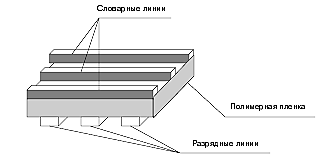 Словарные линии
Полимерная пленка
Разрядные линии